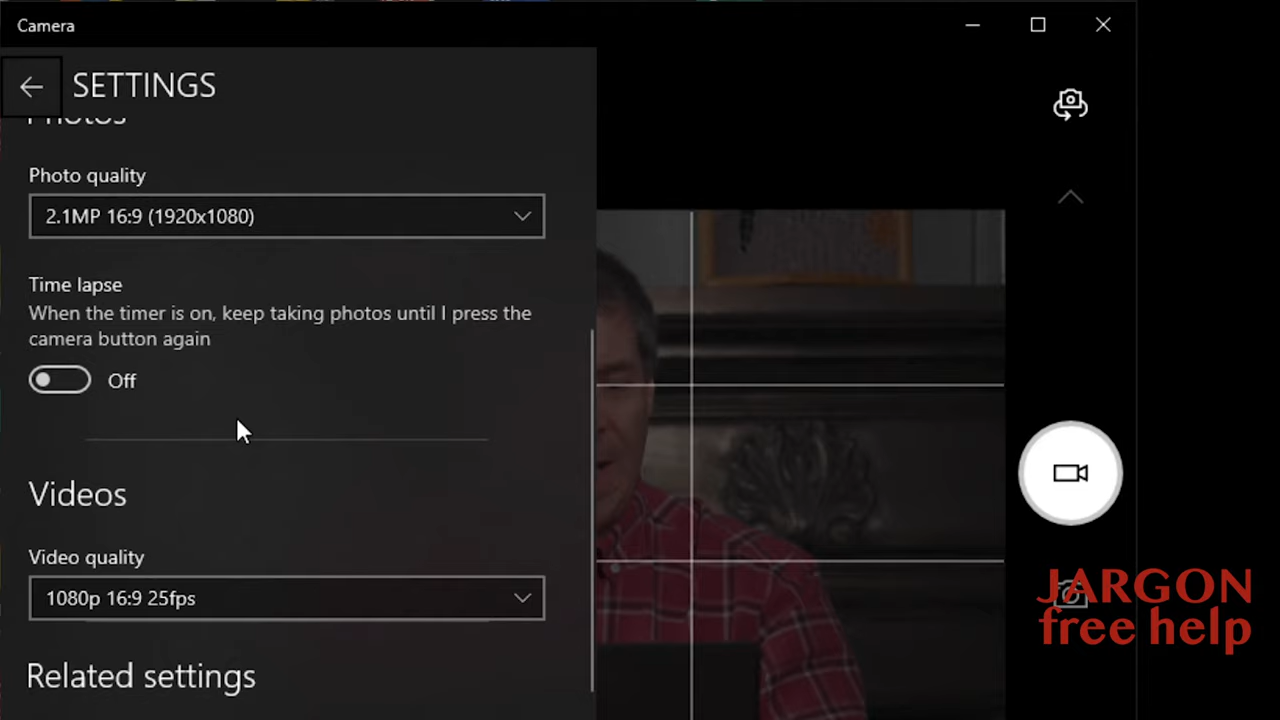 Camera
SETTINGS
Photos
Photo quality
2.1MP 16:9 (1920x1080)
Time lapse
When the timer is on, keep taking photos until I press the
camera button again
Off
Videos
Video quality
1080p 16:9 25fps
Related settings
JARGON
free help